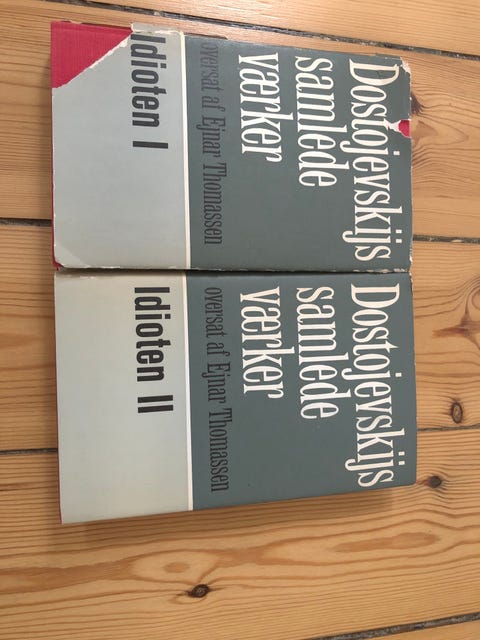 Dostojevskijs
samlede
værker
oversat af Ejnar Thomassen
Idioten I
Dostojevskijs
samlede
værker
oversat af Ejnar Thomassen
Idioten II